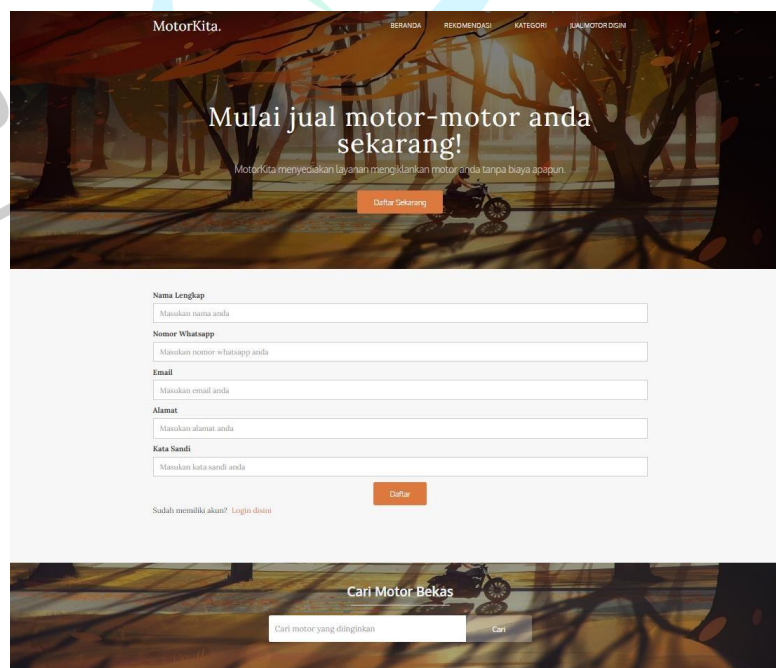 MotorKita.
BERANDA REKOMENDASI KATEGORI JUAL MOTOR DISINI
Mulai jual motor-motor anda
sekarang!
MotorKita menyediakan layanan mengiklankan motor anda tanpa biaya apapun.
Daftar Sekarang
Nama Lengkap
Masukan nama anda
Nomor Whatsapp
Masukan nomor whatsapp anda
Email
Masukan email anda
Alamat
Masukan alamat anda
Kata Sandi
Masukan kata sandi anda
Daftar
Sudah memiliki akun? Login disini
Cari Motor Bekas
Cari motor yang diinginkan
Cari